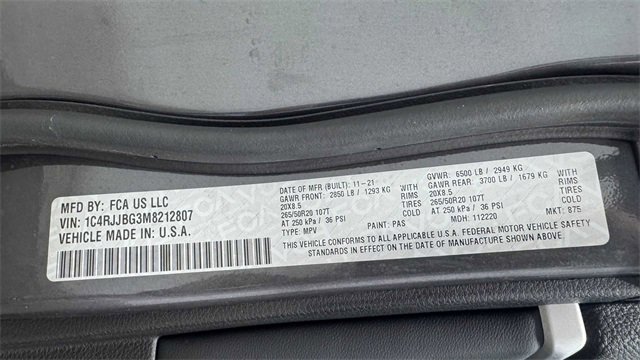 MFD BY: FCA US LLC
VIN: 1C4RJJBG3M8212807
VEHICLE MADE IN: U.S.A.
DATE OF MFR (BUILT): 11-21
GAWR FRONT: 2850 LB / 1293 KG
20X8.5 RIMS
265/50R20 107T TIRES
AT 250 kPa / 36 PSI COLD
TYPE: MPV
GVWR: 6500 LB / 2949 KG
GAWR REAR: 3700 LB / 1679 KG WITH
20X8.5 RIMS
265/50R20 107T TIRES
AT 250 kPa / 36 PSI COLD
PAINT: PAS MDH: 112220 MKT: 875
THIS VEHICLE CONFORMS TO ALL APPLICABLE U.S.A. FEDERAL MOTOR VEHICLE SAFETY
STANDARDS IN EFFECT ON THE DATE OF MANUFACTURE SHOWN ABOVE.